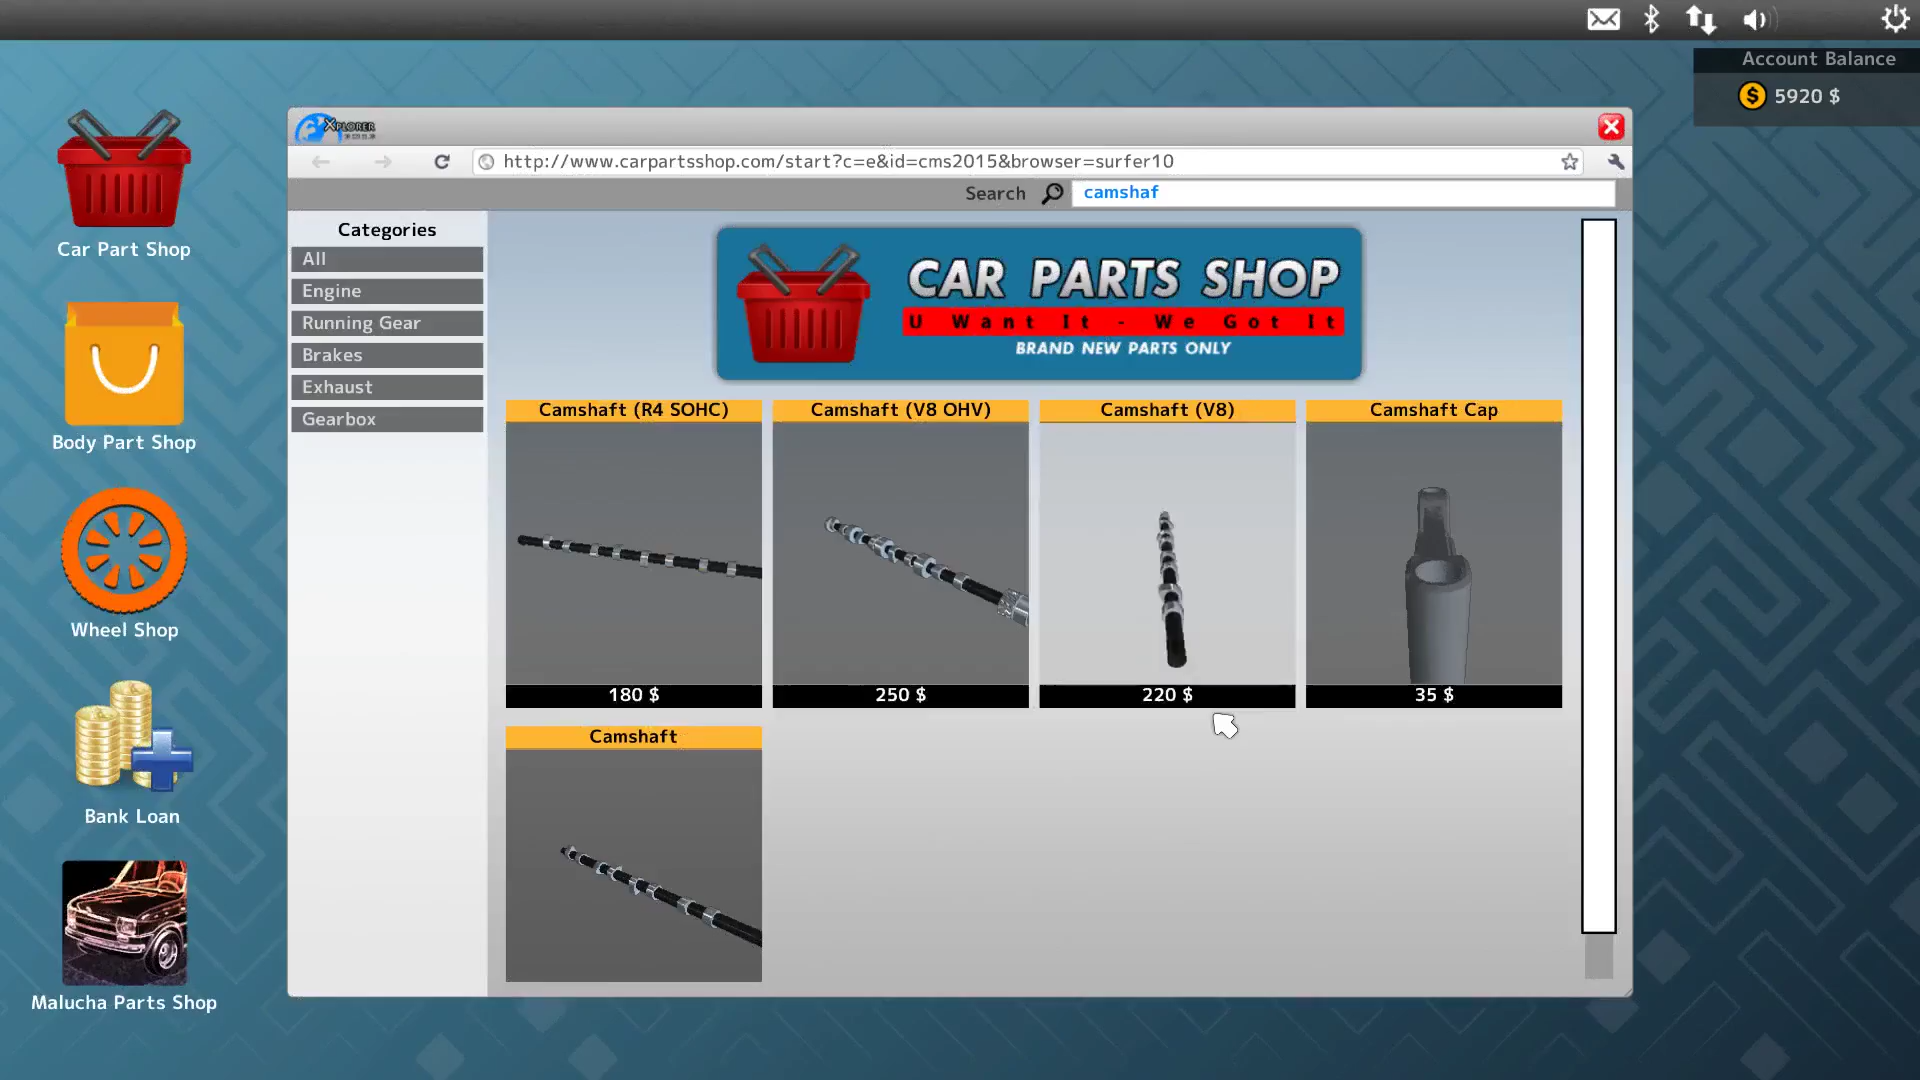 Account Balance
5920 $
XPLORER
http://www.carpartsshop.com/start?c=e&id=cms2015&browser=surfer10
Search
camshaf
Categories
All
Engine
Running Gear
Brakes
Exhaust
Gearbox
CAR PARTS SHOP
U Want It - We Got It
BRAND NEW PARTS ONLY
Camshaft (R4 SOHC)
Camshaft (V8 OHV)
Camshaft (V8)
Camshaft Cap
180 $
250 $
220 $
35 $
Camshaft
Car Part Shop
Body Part Shop
Wheel Shop
Bank Loan
Malucha Parts Shop